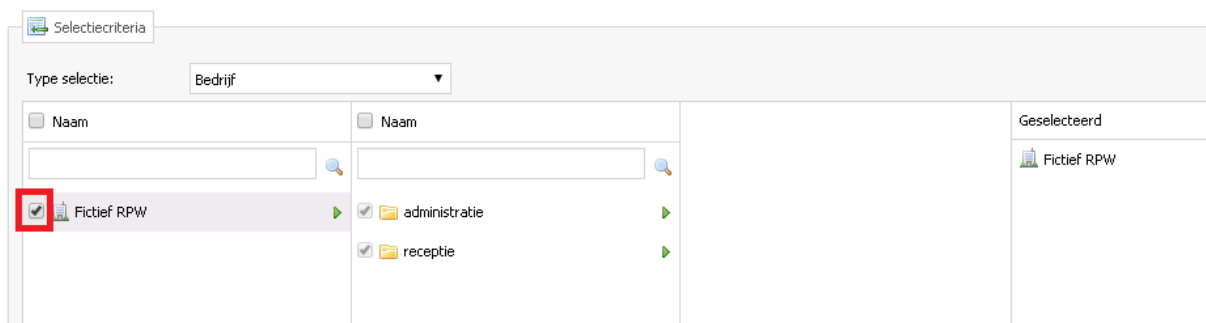 Selectiecriteria
Type selectie: Bedrijf
Naam Naam Geselecteerd
Fictief RPW
Fictief RPW administratie
receptie